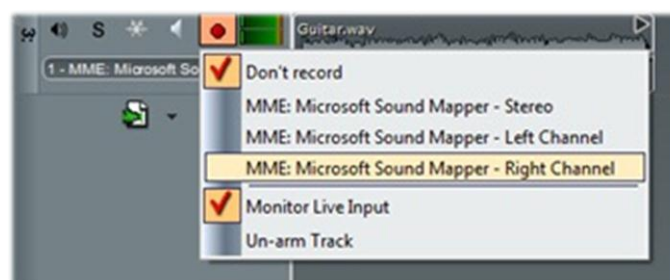 3 S
Guitar.wav
1 - MME: Microsoft So
Don't record
MME: Microsoft Sound Mapper - Stereo
MME: Microsoft Sound Mapper - Left Channel
MME: Microsoft Sound Mapper - Right Channel
Monitor Live Input
Un-arm Track